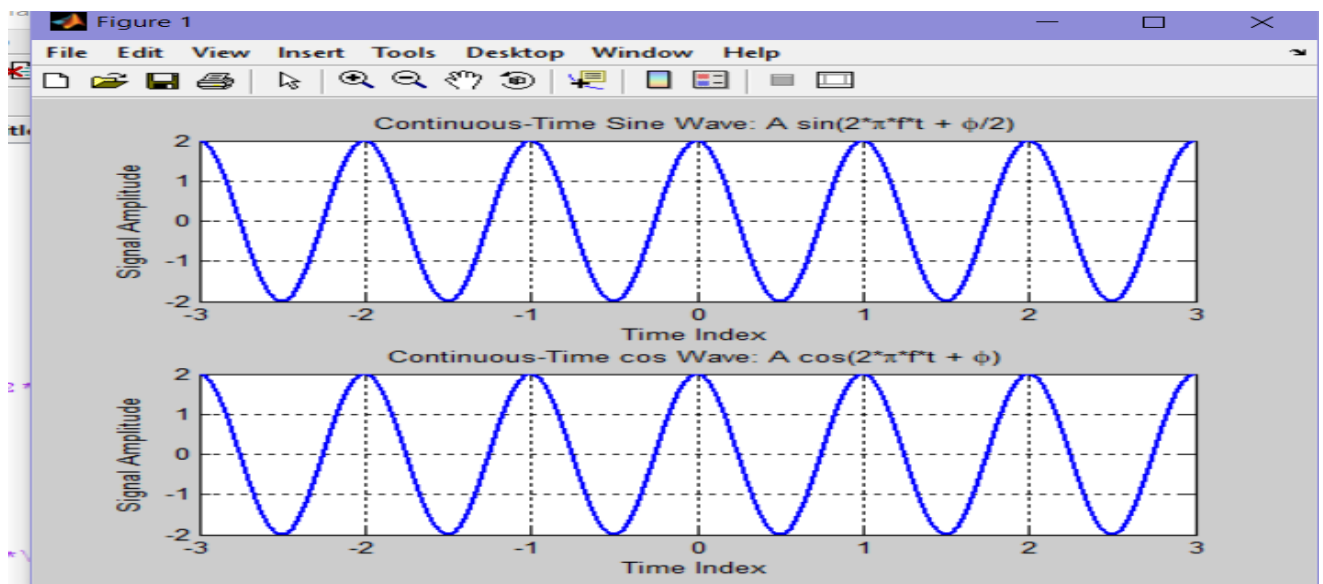 Figure 1
File Edit View Insert Tools Desktop Window Help
Continuous-Time Sine Wave: A sin(2*π*f*t + ϕ/2)
Signal Amplitude
2
1
0
-1
-2
-3 -2 -1 0 1 2 3
Time Index
Continuous-Time cos Wave: A cos(2*π*f*t + ϕ)
Signal Amplitude
2
1
0
-1
-2
-3 -2 -1 0 1 2 3
Time Index